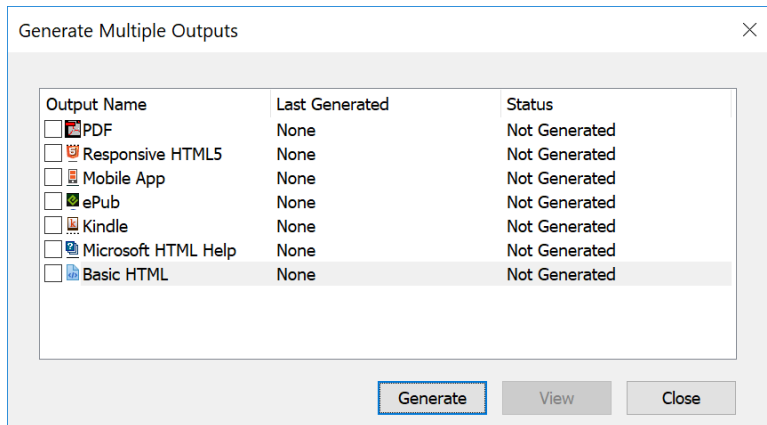 Generate Multiple Outputs
Output Name Last Generated Status
PDF None Not Generated
Responsive HTML5 None Not Generated
Mobile App None Not Generated
ePub None Not Generated
Kindle None Not Generated
Microsoft HTML Help None Not Generated
Basic HTML None Not Generated
Generate View Close